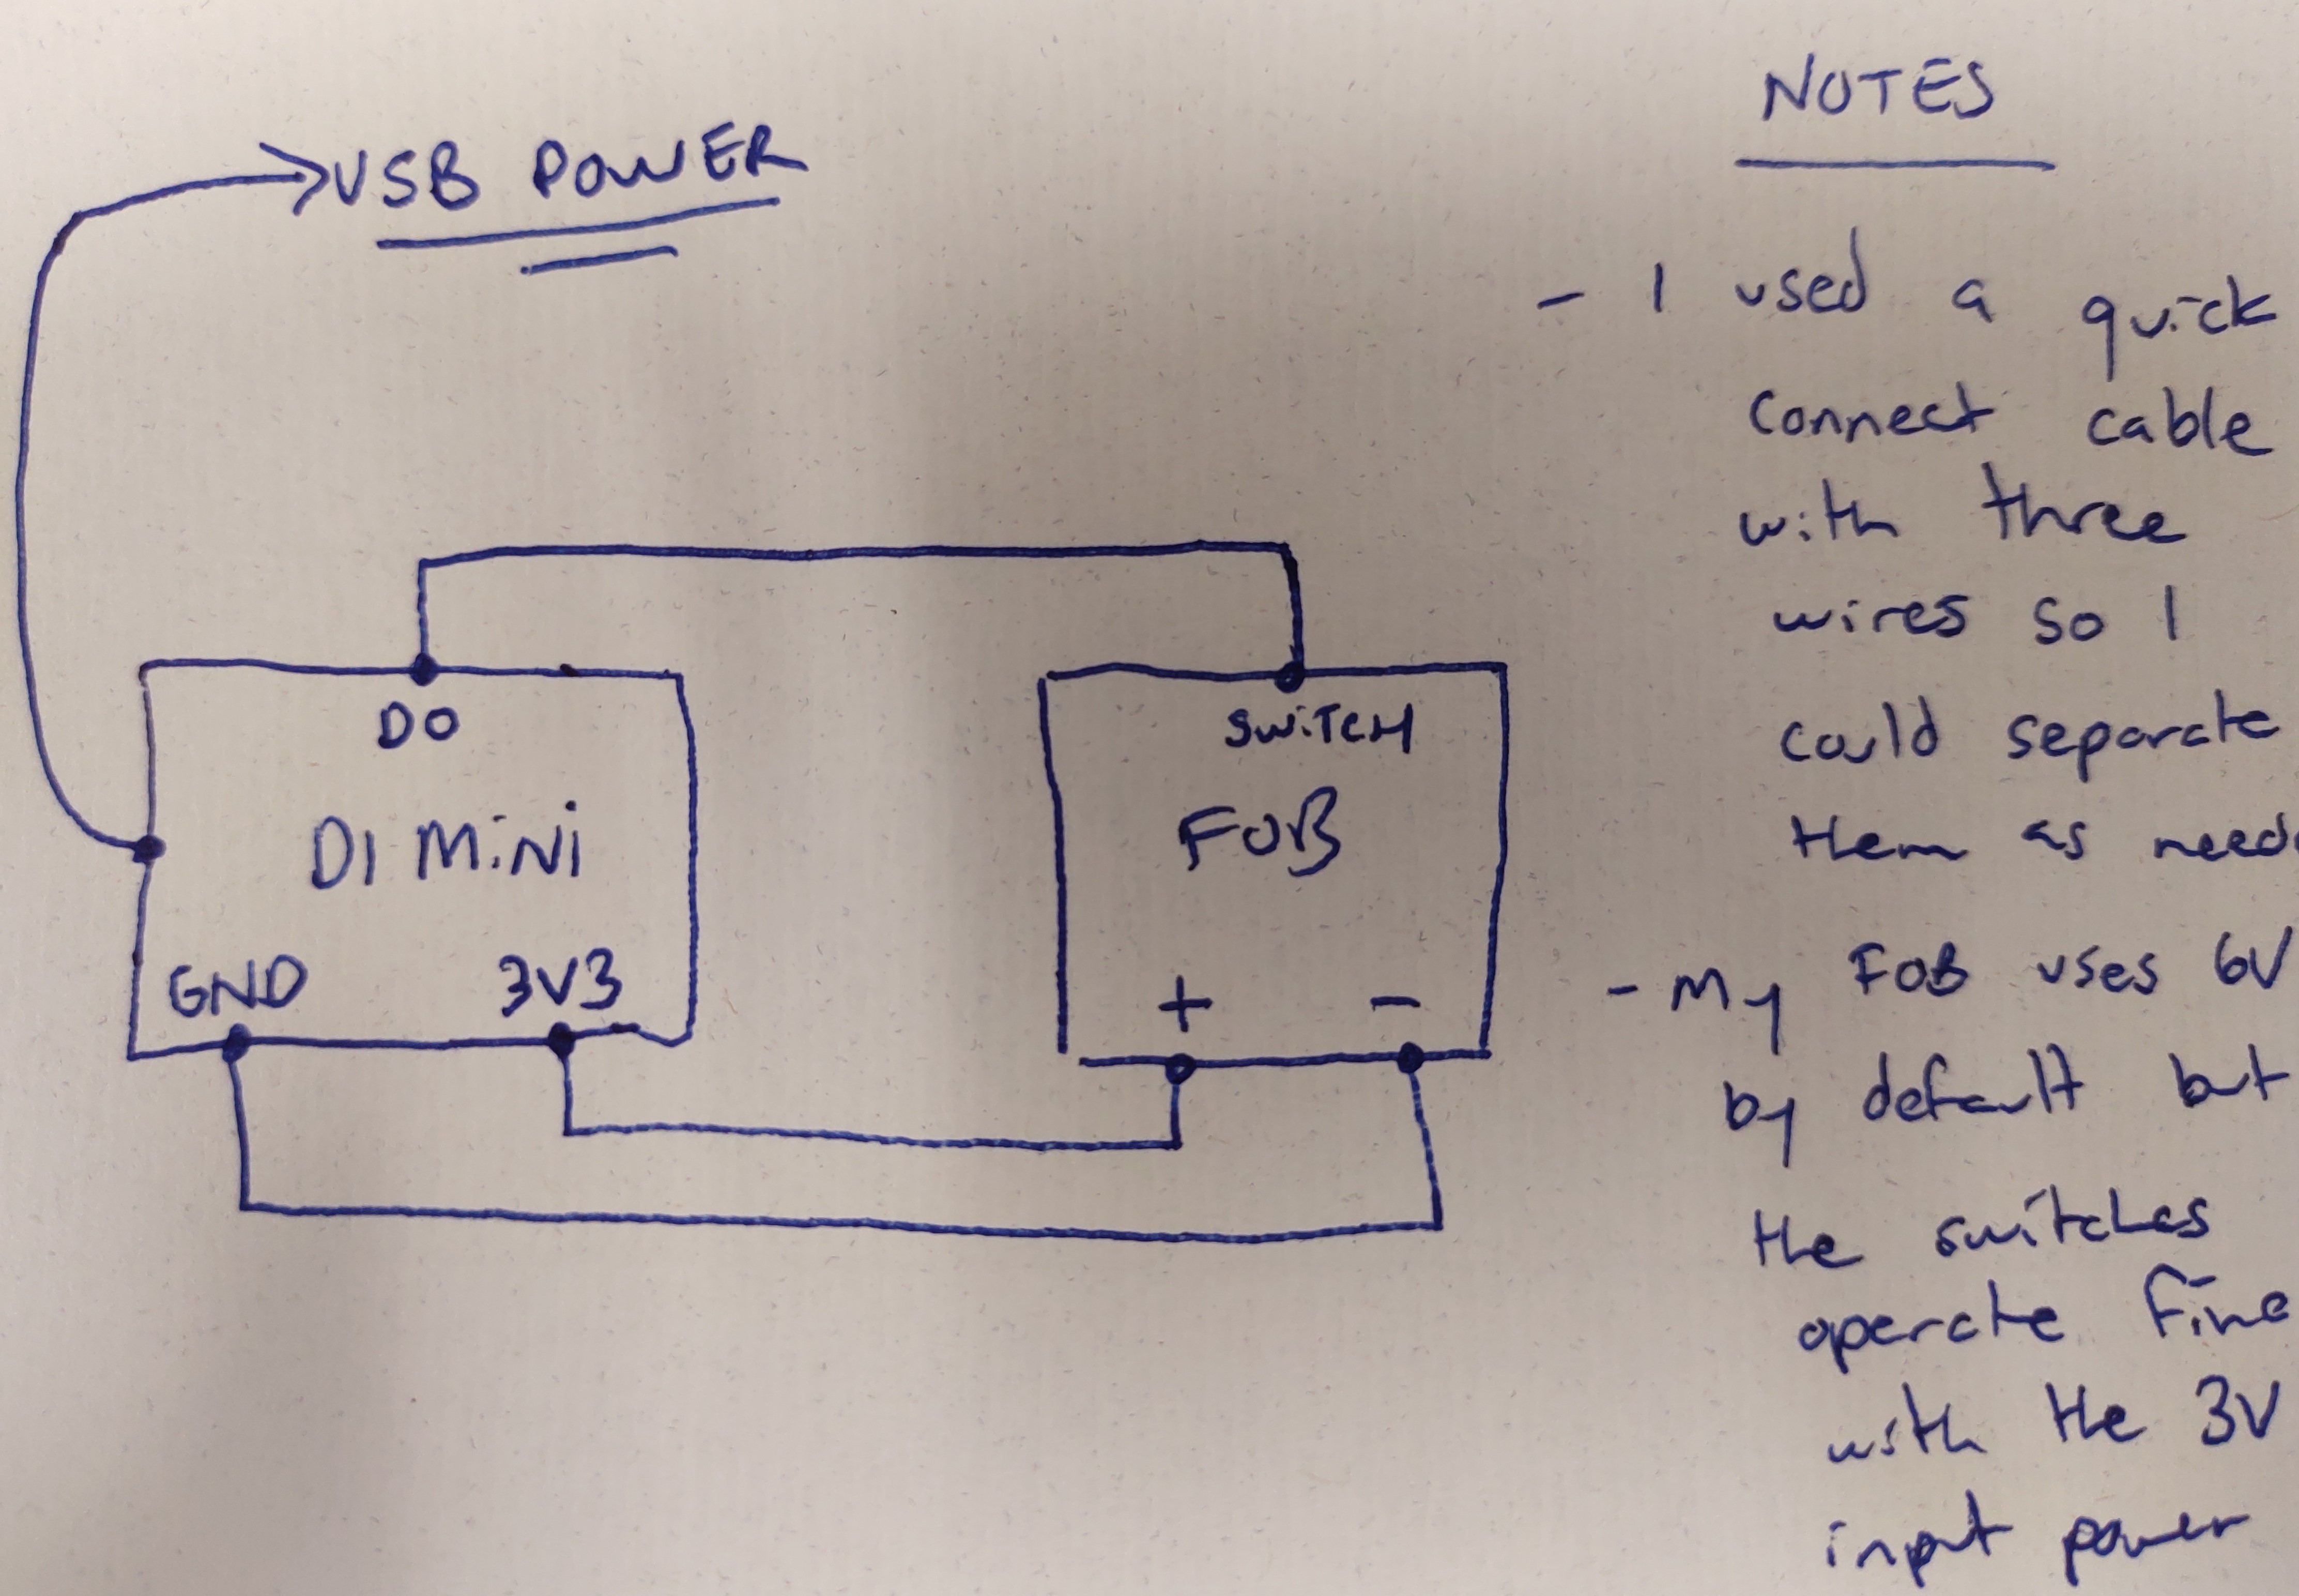 USB POWER
D0
D1 MiNi
GND 3V3
SWiTCH
FOB
+ -
NOTES
- I used a quick
connect cable
with three
wires so I
could separate
them as neede
- My FOB uses 6V
by default but
the switches
operate fine
with the 3V
input power